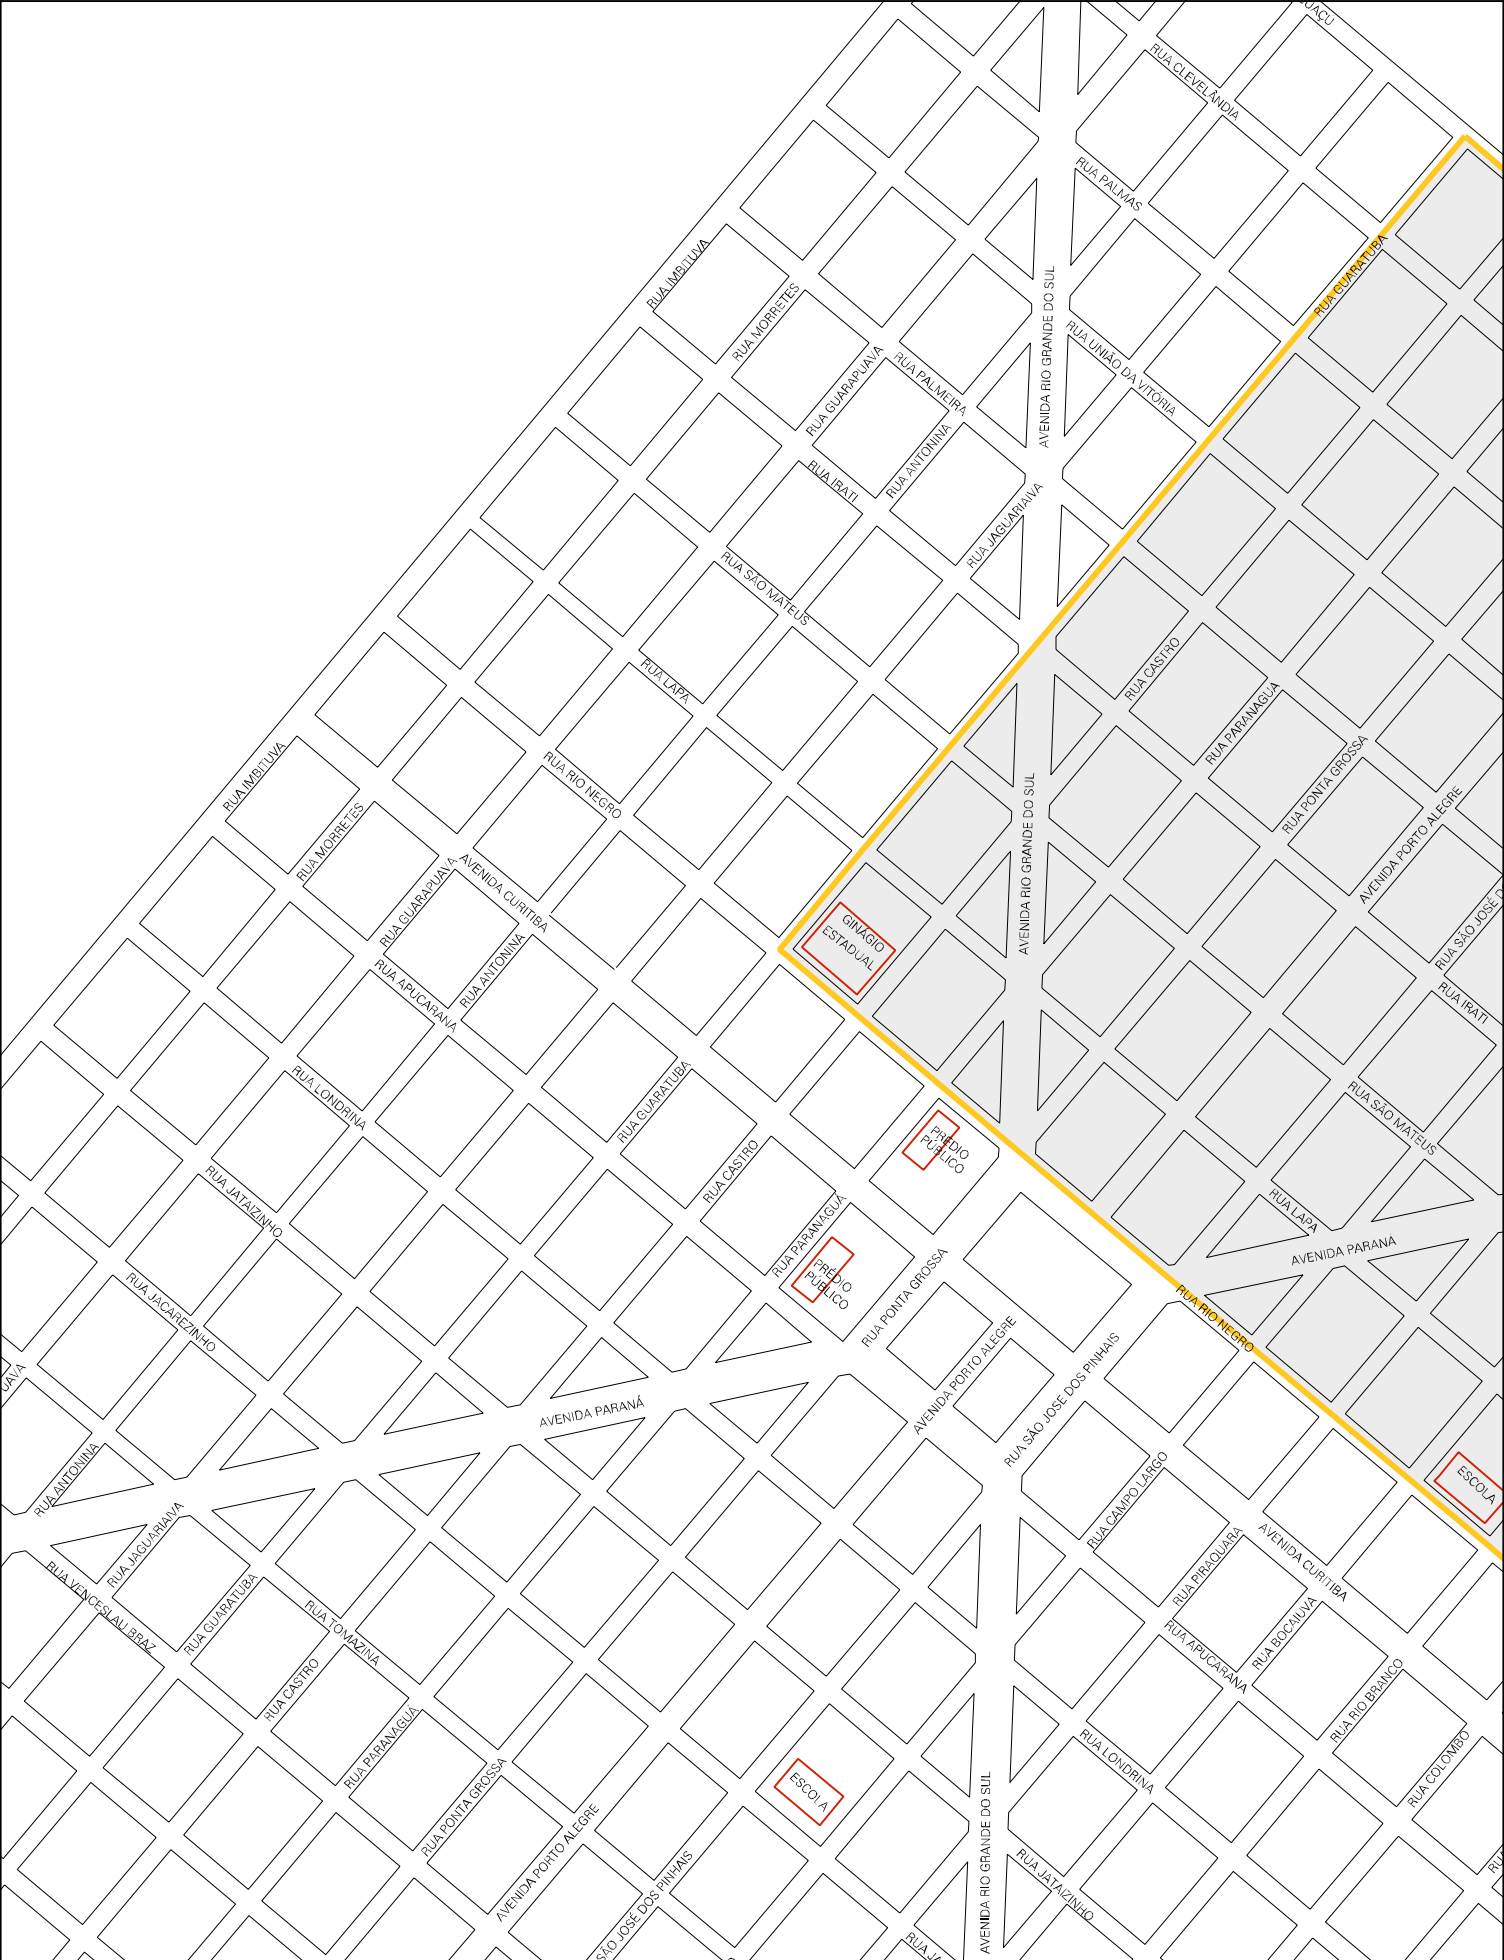 RUA CLEVELÂNDIA
RUA PALMAS
RUA IMBITUVA
RUA MORRETES
RUA GUARAPUAVA
RUA PALMEIRA
RUA ANTONINA
RUA IRATI
RUA JAGUARIAIVA
AVENIDA RIO GRANDE DO SUL
RUA UNIÃO DA VITÓRIA
RUA GUARATUBA
RUA SÃO MATEUS
RUA LAPA
RUA CASTRO
RUA PARANAGUÁ
RUA PONTA GROSSA
AVENIDA PORTO ALEGRE
RUA SÃO JOSÉ D
RUA IMBITUVA
RUA MORRETES
RUA RIO NEGRO
AVENIDA CURITIBA
RUA GUARAPUAVA
RUA ANTONINA
RUA APUCARANA
AVENIDA RIO GRANDE DO SUL
GINÁGIO
ESTADUAL
RUA IRATI
RUA LONDRINA
RUA GUARATUBA
RUA SÃO MATEUS
PRÉDIO
PÚBLICO
RUA CASTRO
RUA JATAIZINHO
RUA PARANAGUÁ
RUA LAPA
AVENIDA PARANÁ
PRÉDIO
PÚBLICO
RUA PONTA GROSSA
RUA JACAREZINHO
RUA RIO NEGRO
AVENIDA PORTO ALEGRE
RUA SÃO JOSÉ DOS PINHAIS
UAVA
AVENIDA PARANÁ
RUA ANTONINA
ESCOLA
RUA CAMPO LARGO
RUA JAGUARIAIVA
RUA PIRAQUARA
AVENIDA CURITIBA
RUA VENCESLAU BRAZ
RUA GUARATUBA
RUA TOMAZINA
RUA BOCAIUVA
RUA APUCARANA
RUA CASTRO
RUA RIO BRANCO
RUA PARANAGUÁ
RUA LONDRINA
RUA COLOMBO
RUA PONTA GROSSA
ESCOLA
AVENIDA PORTO ALEGRE
SÃO JOSÉ DOS PINHAIS
AVENIDA RIO GRANDE DO SUL
RUA JATAIZINHO